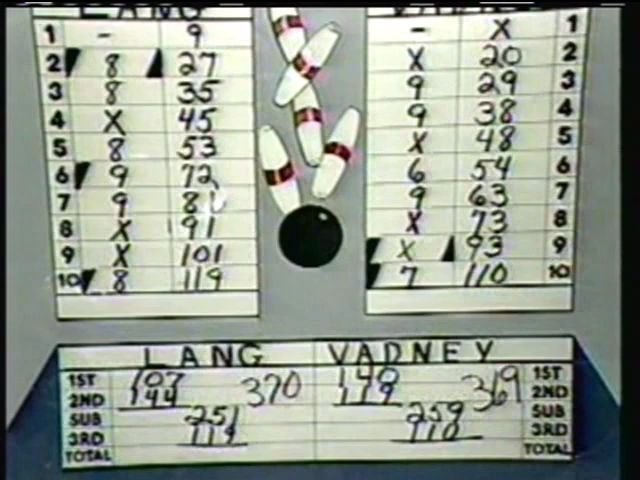 LANG VADNEY
1 - 9 - X 1
2 8 27 X 20 2
3 8 35 9 29 3
4 X 45 9 38 4
5 8 53 X 48 5
6 9 72 6 54 6
7 9 81 9 63 7
8 X 91 X 73 8
9 X 101 X 93 9
10 8 119 7 110 10
LANG VADNEY
1ST 107 140 1ST
2ND 144 370 119 369 2ND
SUB 251 259 SUB
3RD 119 110 3RD
TOTAL TOTAL